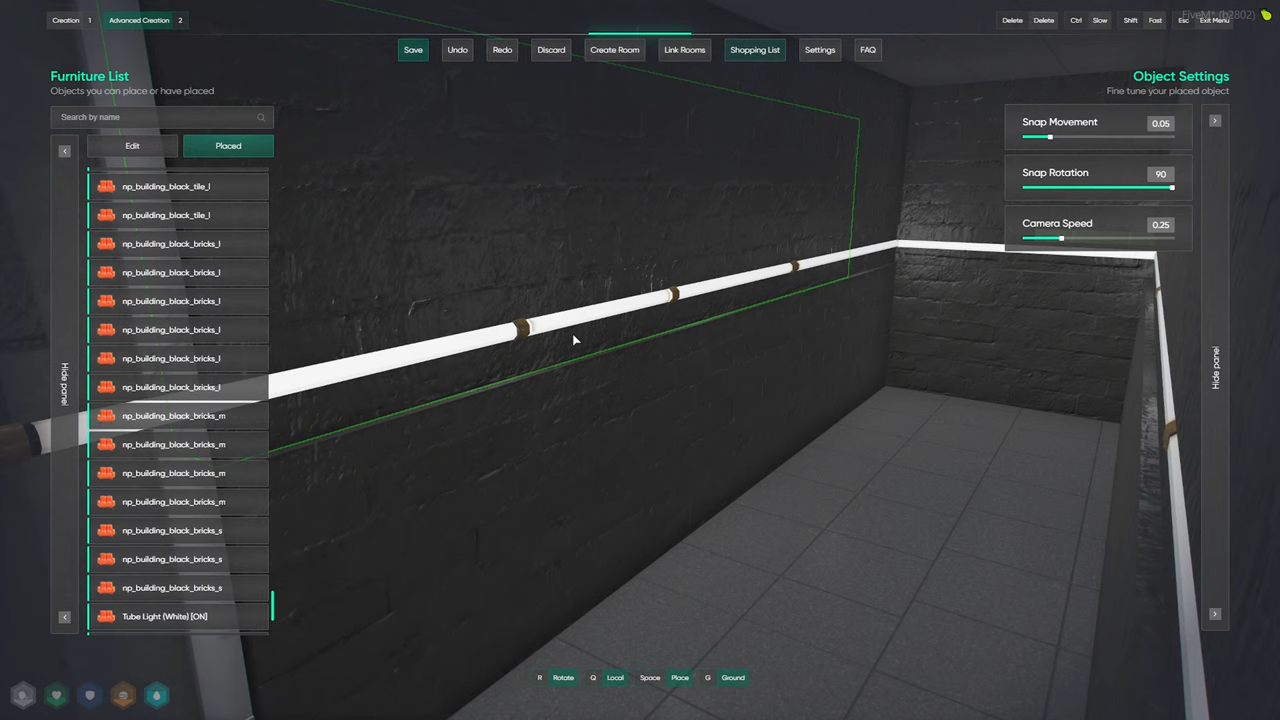 Creation 1 Advanced Creation 2
FiveM® (b2802)
Delete Delete Ctrl Slow Shift Fast Esc Exit Menu
Save Undo Redo Discard Create Room Link Rooms Shopping List Settings FAQ
Furniture List
Objects you can place or have placed
Search by name
Edit Placed
Hide panel
np_building_black_tile_l
np_building_black_tile_l
np_building_black_bricks_l
np_building_black_bricks_l
np_building_black_bricks_l
np_building_black_bricks_l
np_building_black_bricks_l
np_building_black_bricks_l
np_building_black_bricks_m
np_building_black_bricks_m
np_building_black_bricks_m
np_building_black_bricks_m
np_building_black_bricks_s
np_building_black_bricks_s
np_building_black_bricks_s
Tube Light (White) [ON]
Object Settings
Fine tune your placed object
Snap Movement 0.05
Snap Rotation 90
Camera Speed 0.25
Hide panel
R Rotate Q Local Space Place G Ground